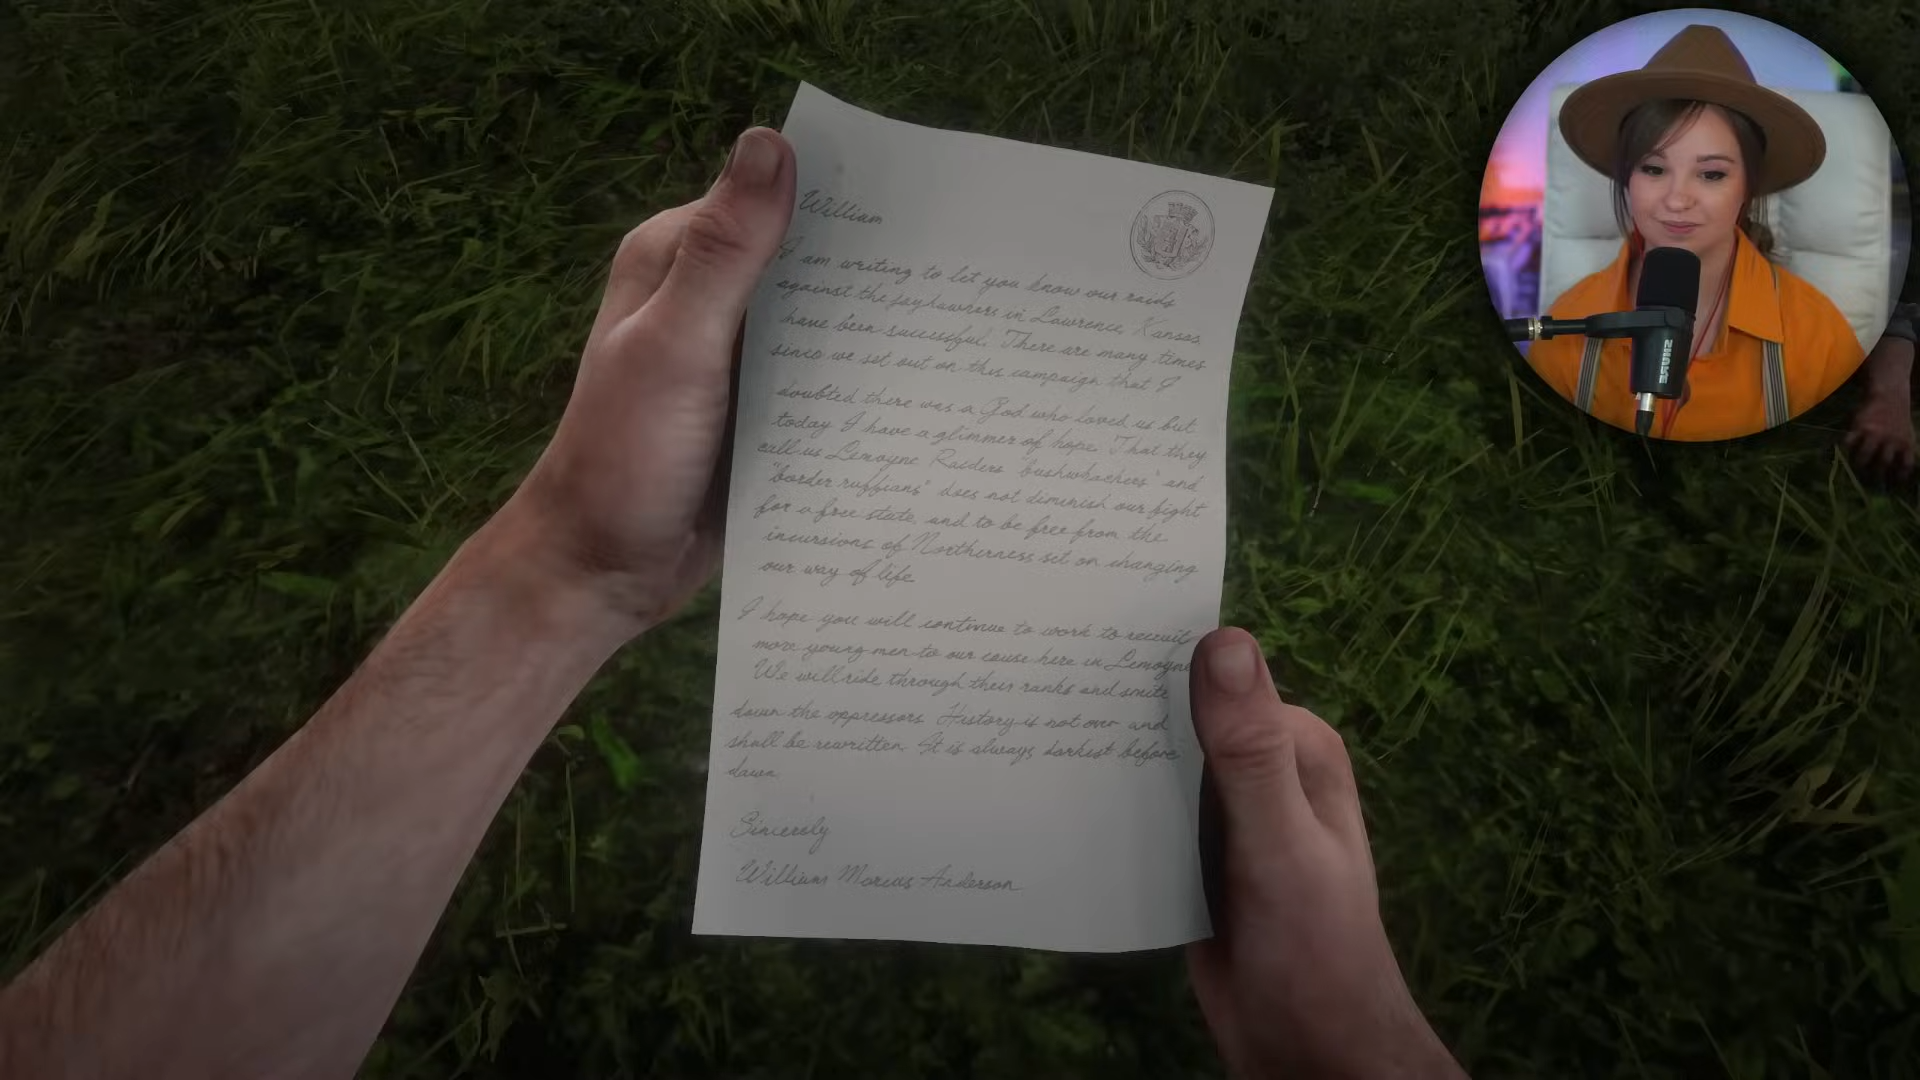 William
I am writing to let you know our raids
against the jayhawkers in Lawrence, Kansas,
have been successful. There are many times
since we set out on this campaign that I
doubted there was a God who loved us but
today I have a glimmer of hope. That they
call us Lemoyne Raiders "bushwhackers" and
"border ruffians" does not diminish our fight
for a free state, and to be free from the
incursions of Northerness set on changing
our way of life.
I hope you will continue to work to recruit
more young men to our cause here in Lemoyne
We will ride through their ranks and smite
down the oppressors. History is not over and
shall be rewritten. It is always darkest before
dawn.
Sincerely
William Marcus Anderson
SHURE